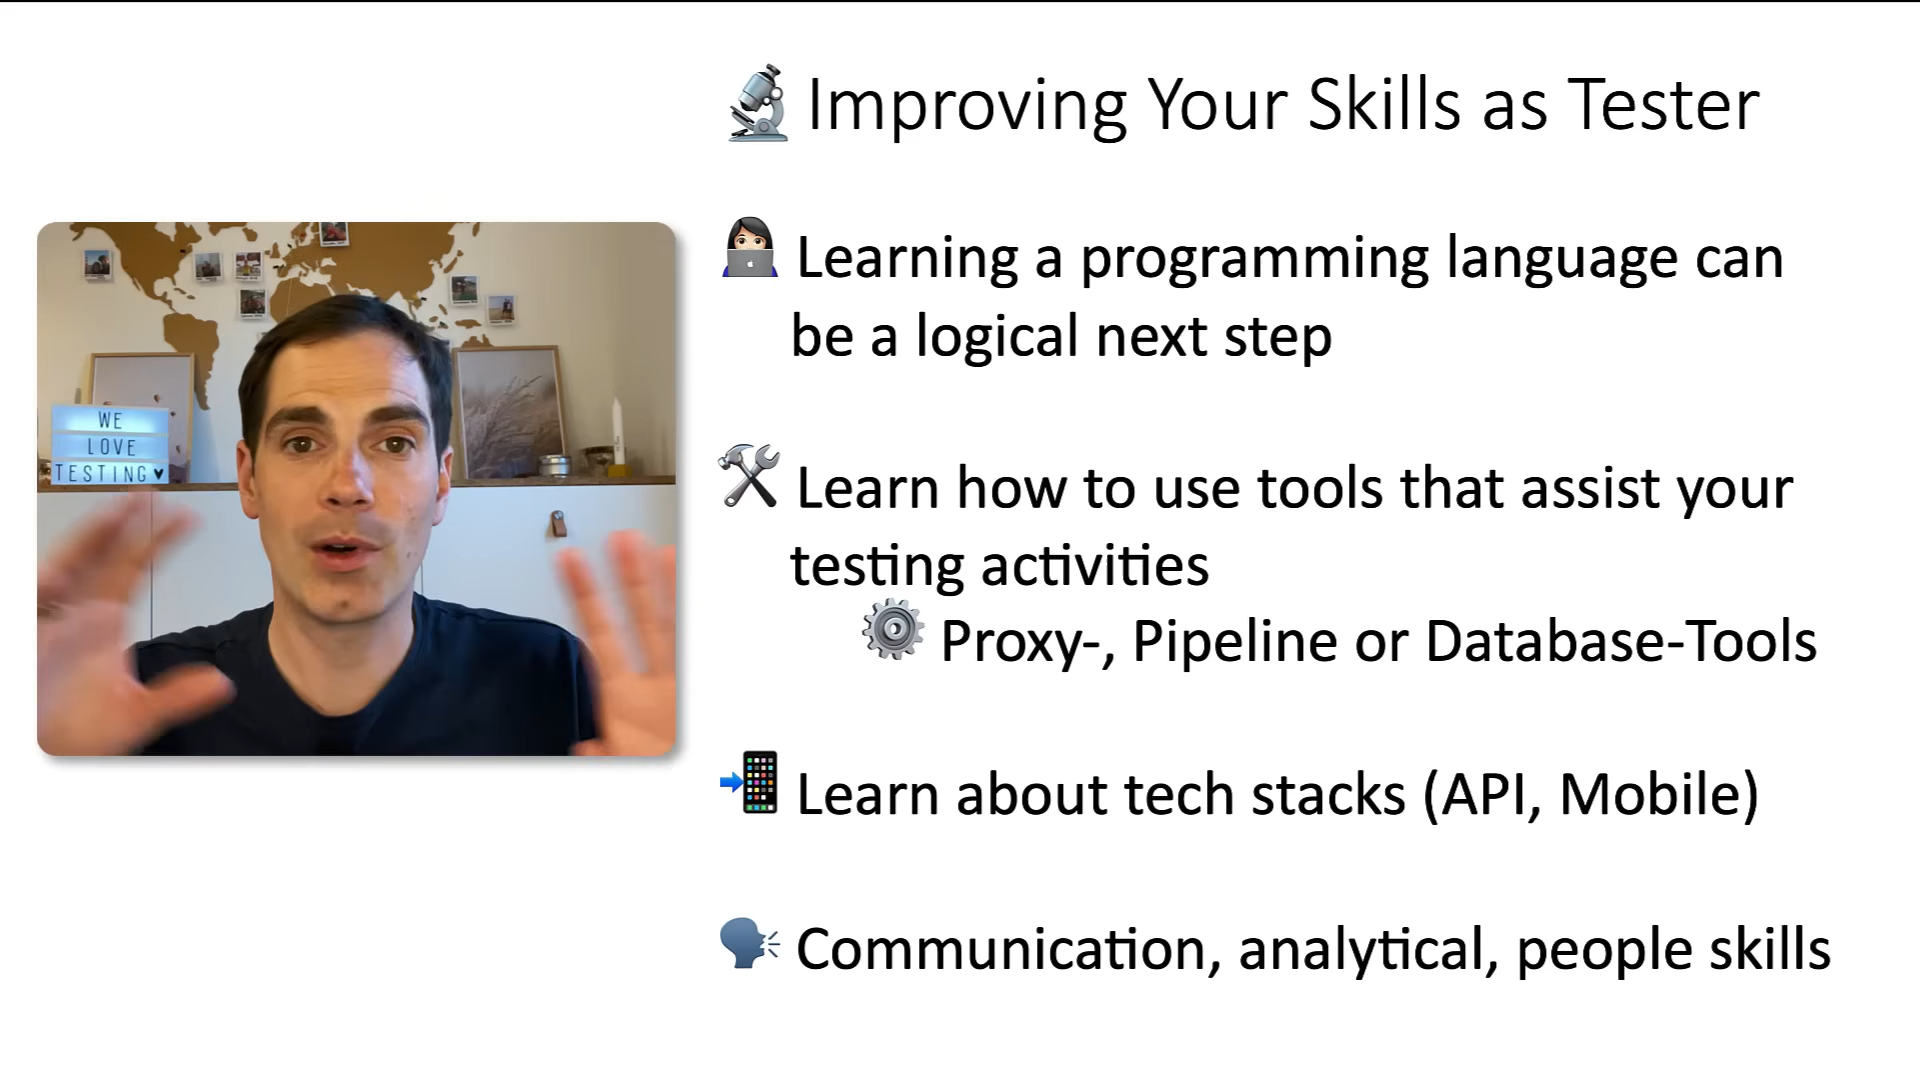 Improving Your Skills as Tester
Learning a programming language can
be a logical next step
WE
LOVE
TESTING♥
Learn how to use tools that assist your
testing activities
Proxy-, Pipeline or Database-Tools
Learn about tech stacks (API, Mobile)
Communication, analytical, people skills